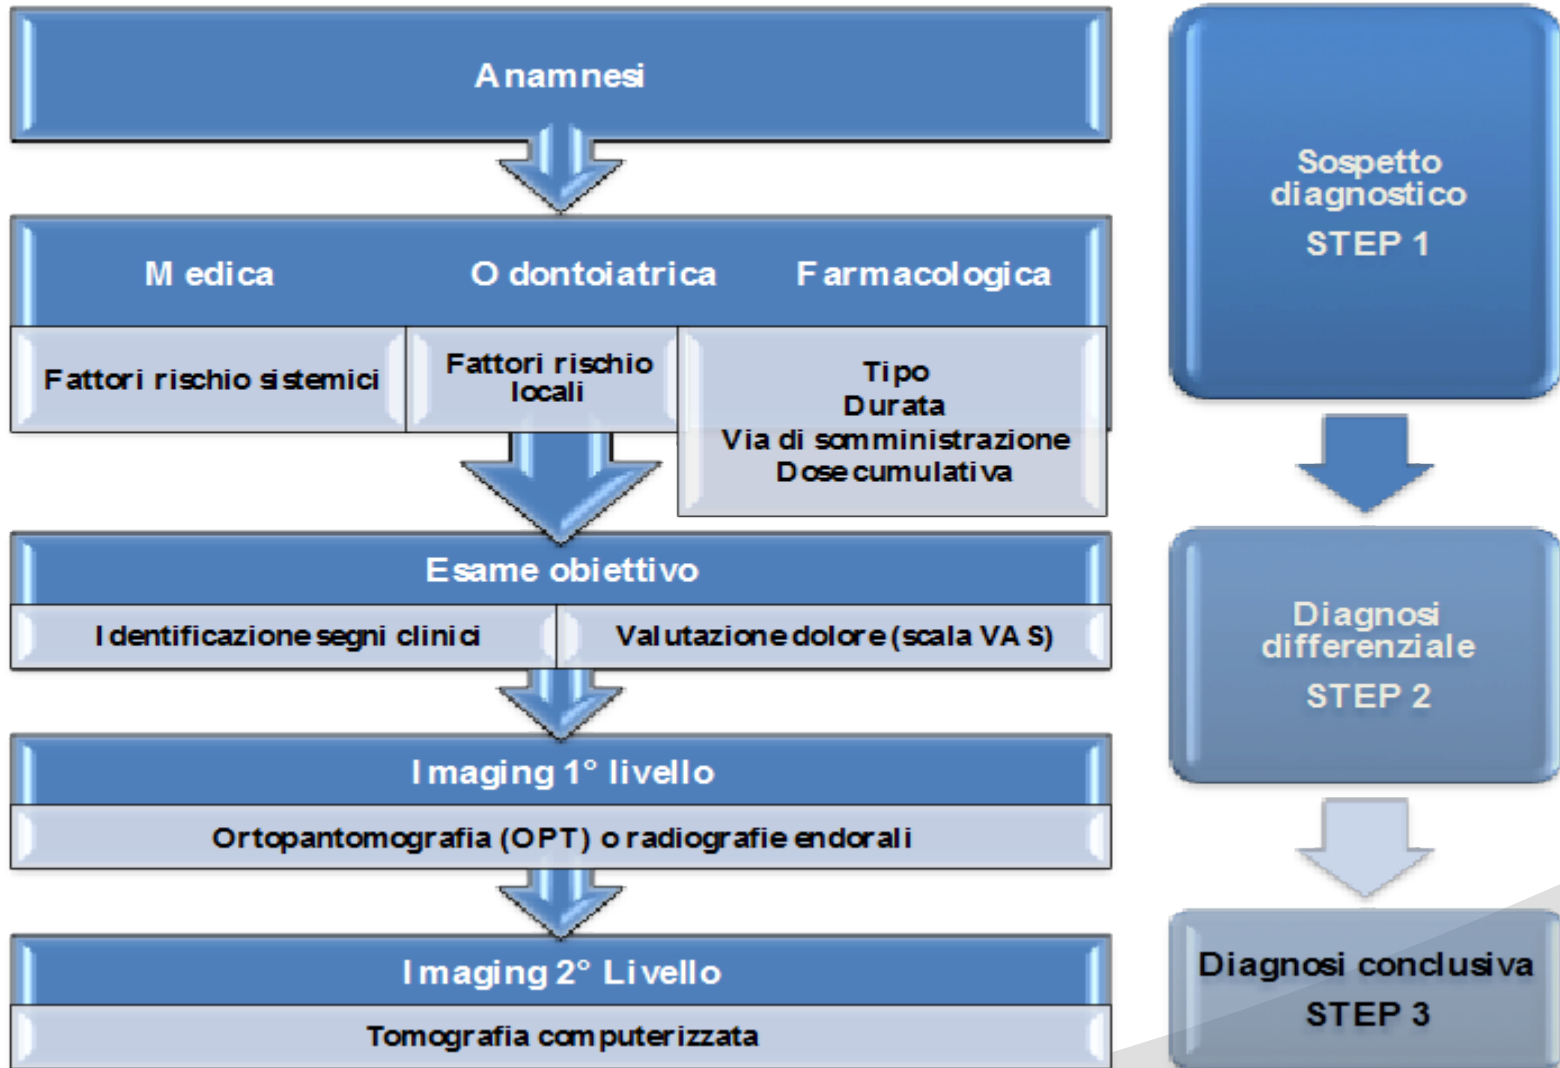 Anamnesi
Medica
Odontoiatrica
Farmacologica
Fattori rischio sistemici
Fattori rischio
locali
Tipo
Durata
Via di somministrazione
Dose cumulativa
Esame obiettivo
Identificazione segni clinici
Valutazione dolore (scala VAS)
Imaging 1° livello
Ortopantomografia (OPT) o radiografie endorali
Imaging 2° Livello
Tomografia computerizzata
Sospetto
diagnostico
STEP 1
Diagnosi
differenziale
STEP 2
Diagnosi conclusiva
STEP 3